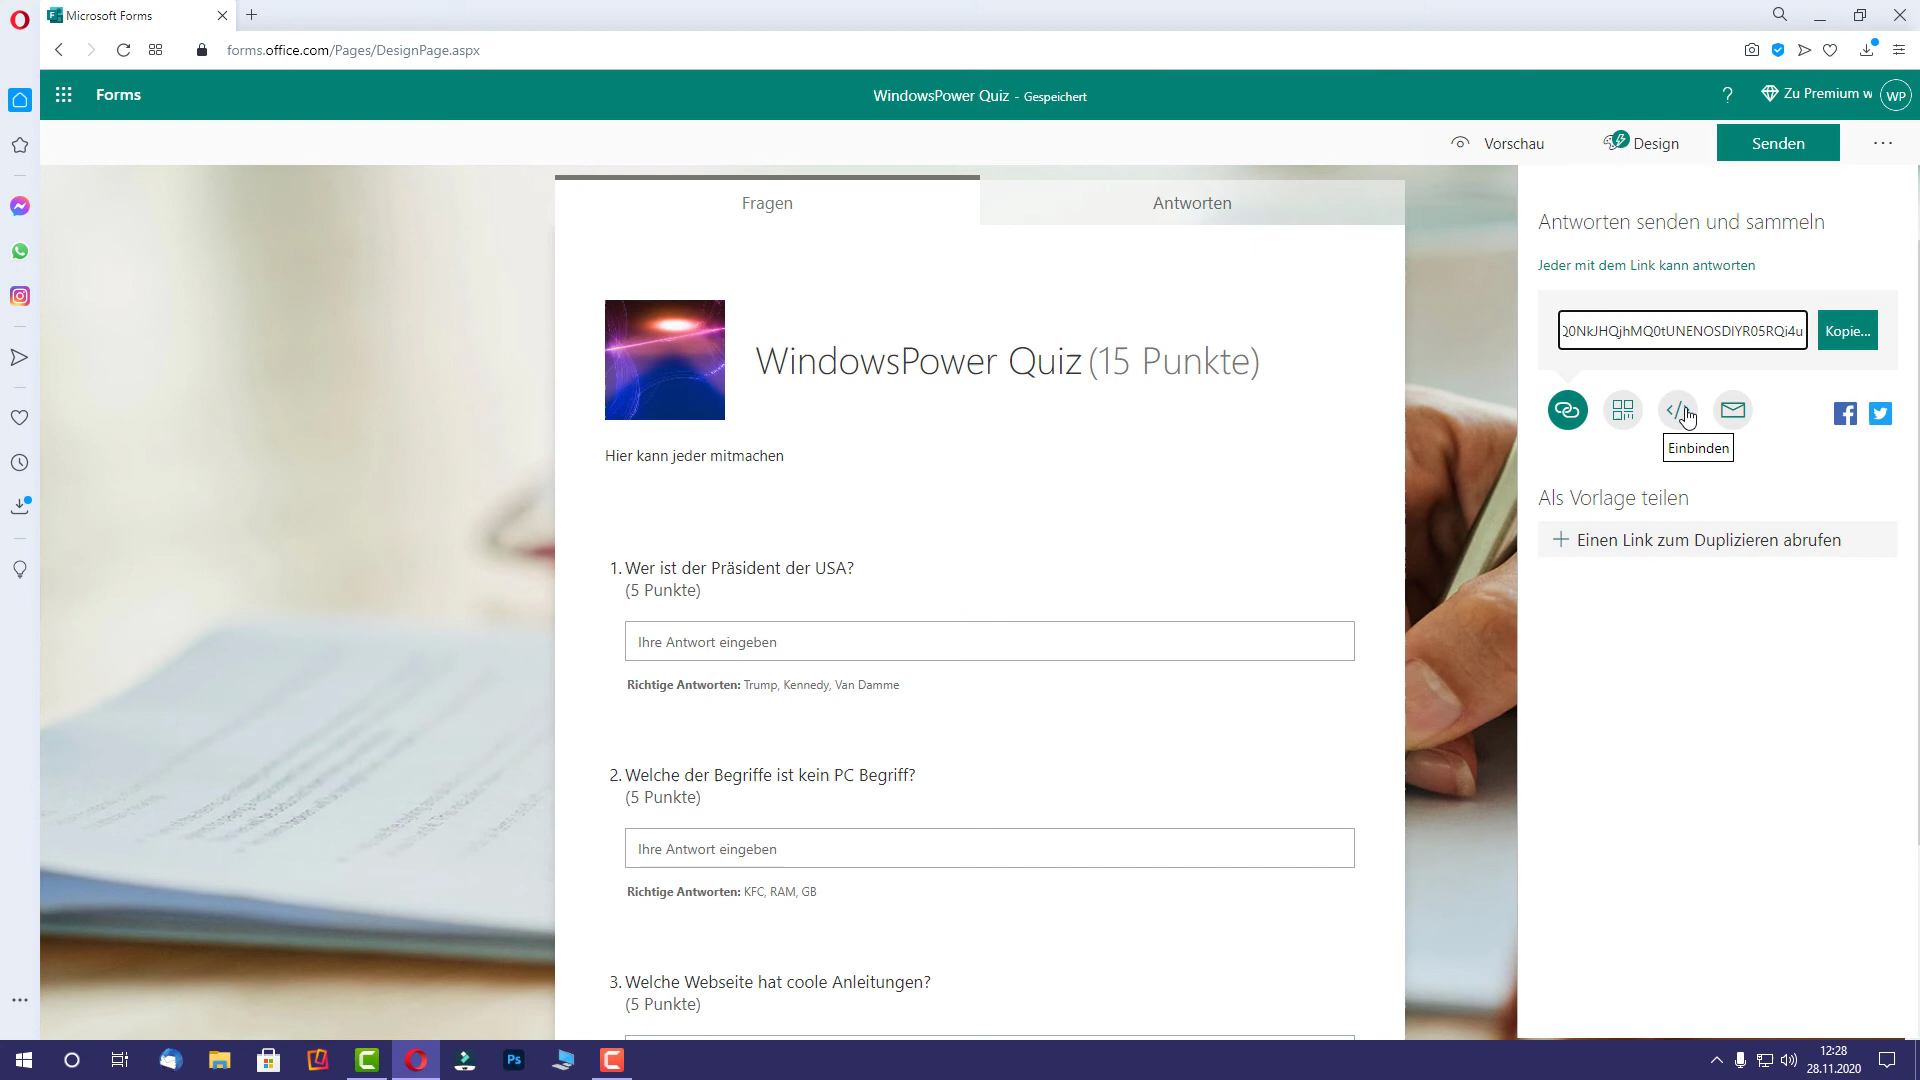 Microsoft Forms
forms.office.com/Pages/DesignPage.aspx
Forms
WindowsPower Quiz - Gespeichert
?
Zu Premium w
WP
Vorschau
Design
Senden
Fragen
Antworten
Antworten senden und sammeln
Jeder mit dem Link kann antworten
Q0NkJHQjhMQ0tUNENOSDlYR05RQi4u
Kopie...
WindowsPower Quiz (15 Punkte)
Einbinden
Hier kann jeder mitmachen
Als Vorlage teilen
Einen Link zum Duplizieren abrufen
1. Wer ist der Präsident der USA?
(5 Punkte)
Ihre Antwort eingeben
Richtige Antworten: Trump, Kennedy, Van Damme
2. Welche der Begriffe ist kein PC Begriff?
(5 Punkte)
Ihre Antwort eingeben
Richtige Antworten: KFC, RAM, GB
3. Welche Webseite hat coole Anleitungen?
(5 Punkte)
Ps
12:28
28.11.2020